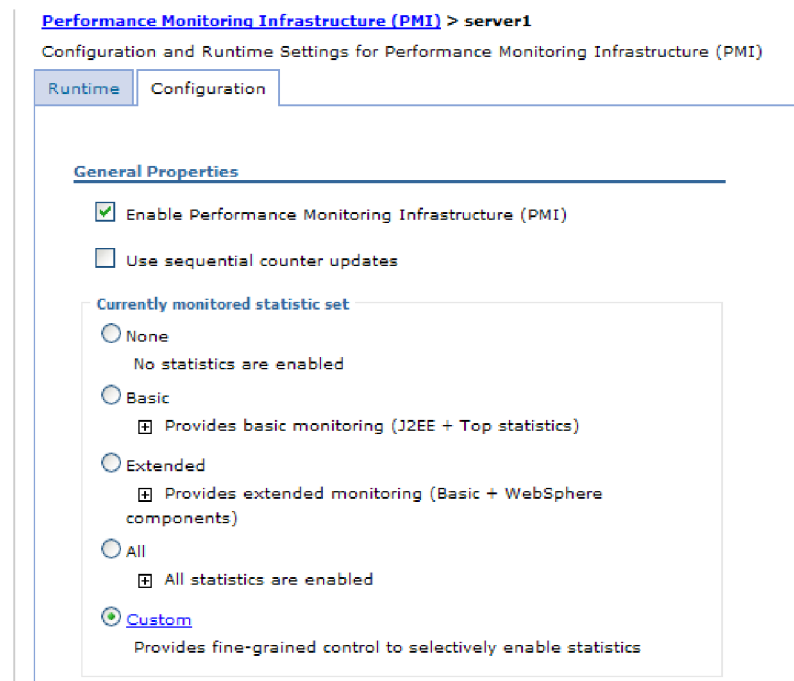 Performance Monitoring Infrastructure (PMI) > server1
Configuration and Runtime Settings for Performance Monitoring Infrastructure (PMI)
Runtime Configuration
General Properties
Enable Performance Monitoring Infrastructure (PMI)
Use sequential counter updates
Currently monitored statistic set
None
No statistics are enabled
Basic
Provides basic monitoring (J2EE + Top statistics)
Extended
Provides extended monitoring (Basic + WebSphere
components)
All
All statistics are enabled
Custom
Provides fine-grained control to selectively enable statistics